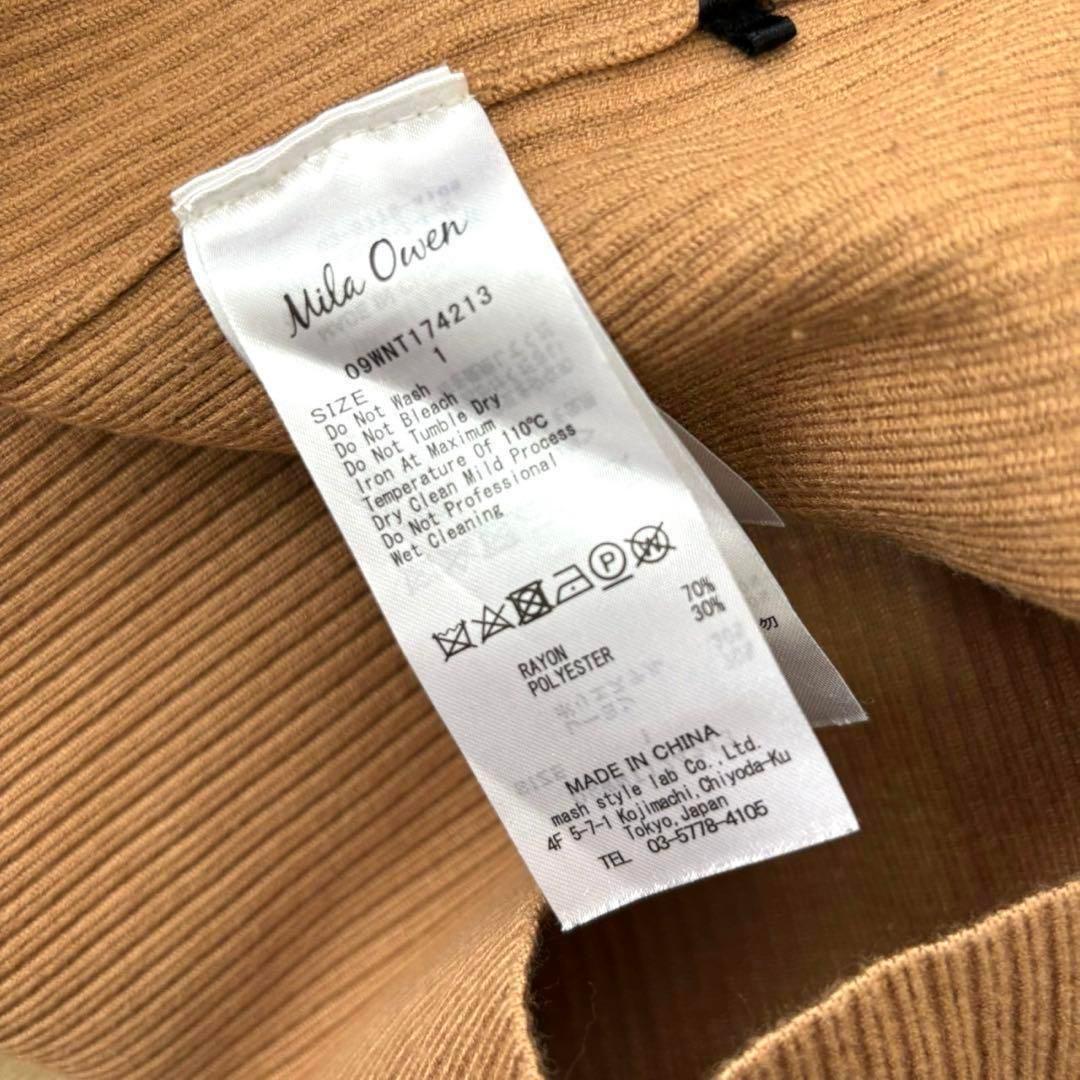 Mila Owen
09WNT174213
SIZE 1
Do Not Wash
Do Not Bleach
Do Not Tumble Dry
Iron At Maximum
Temperature Of 110℃
Dry Clean Mild Process
Do Not Professional
Wet Cleaning
P W
RAYON 70%
POLYESTER 30%
MADE IN CHINA
mash style lab Co.,Ltd.
4F 5-7-1 Kojimachi,Chiyoda-Ku
Tokyo,Japan
TEL 03-5778-4105
勿